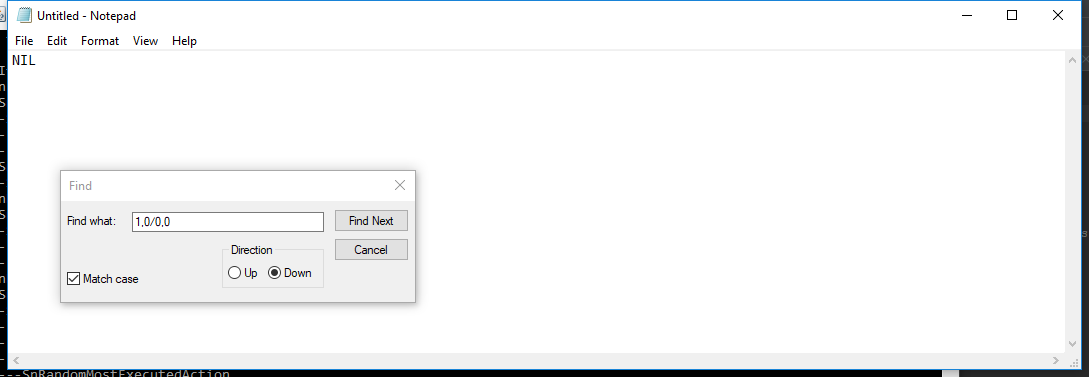 Untitled - Notepad
File Edit Format View Help
NIL
Find
Find what: 1,0/0,0 Find Next
Direction Cancel
Up Down
Match case
---SnRandomMostExecutedAction